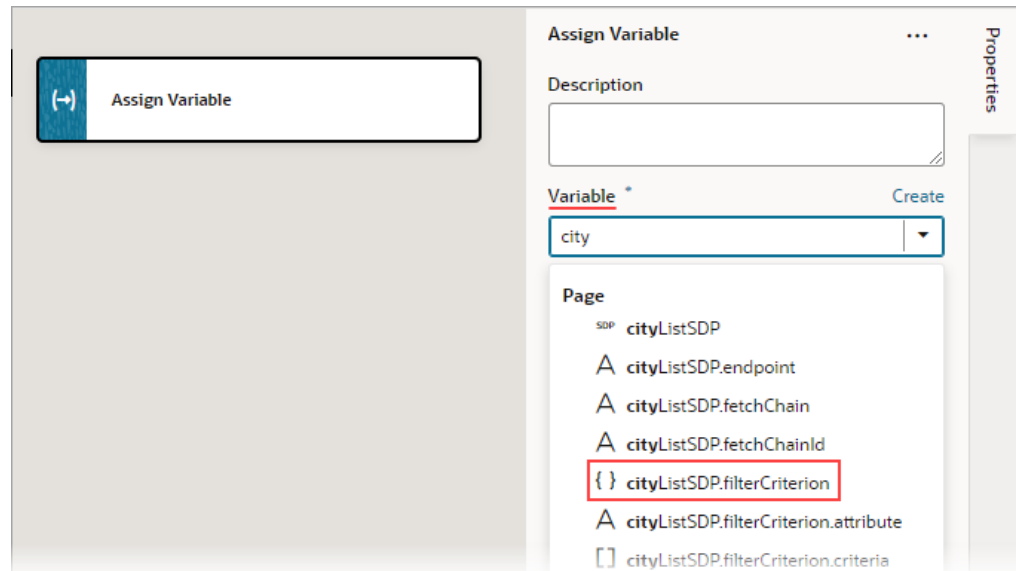 Assign Variable
Assign Variable
...
Properties
Description
Variable *
Create
city
Page
SDP cityListSDP
A cityListSDP.endpoint
A cityListSDP.fetchChain
A cityListSDP.fetchChainId
{ } cityListSDP.filterCriterion
A cityListSDP.filterCriterion.attribute
[ ] cityListSDP.filterCriterion.criteria